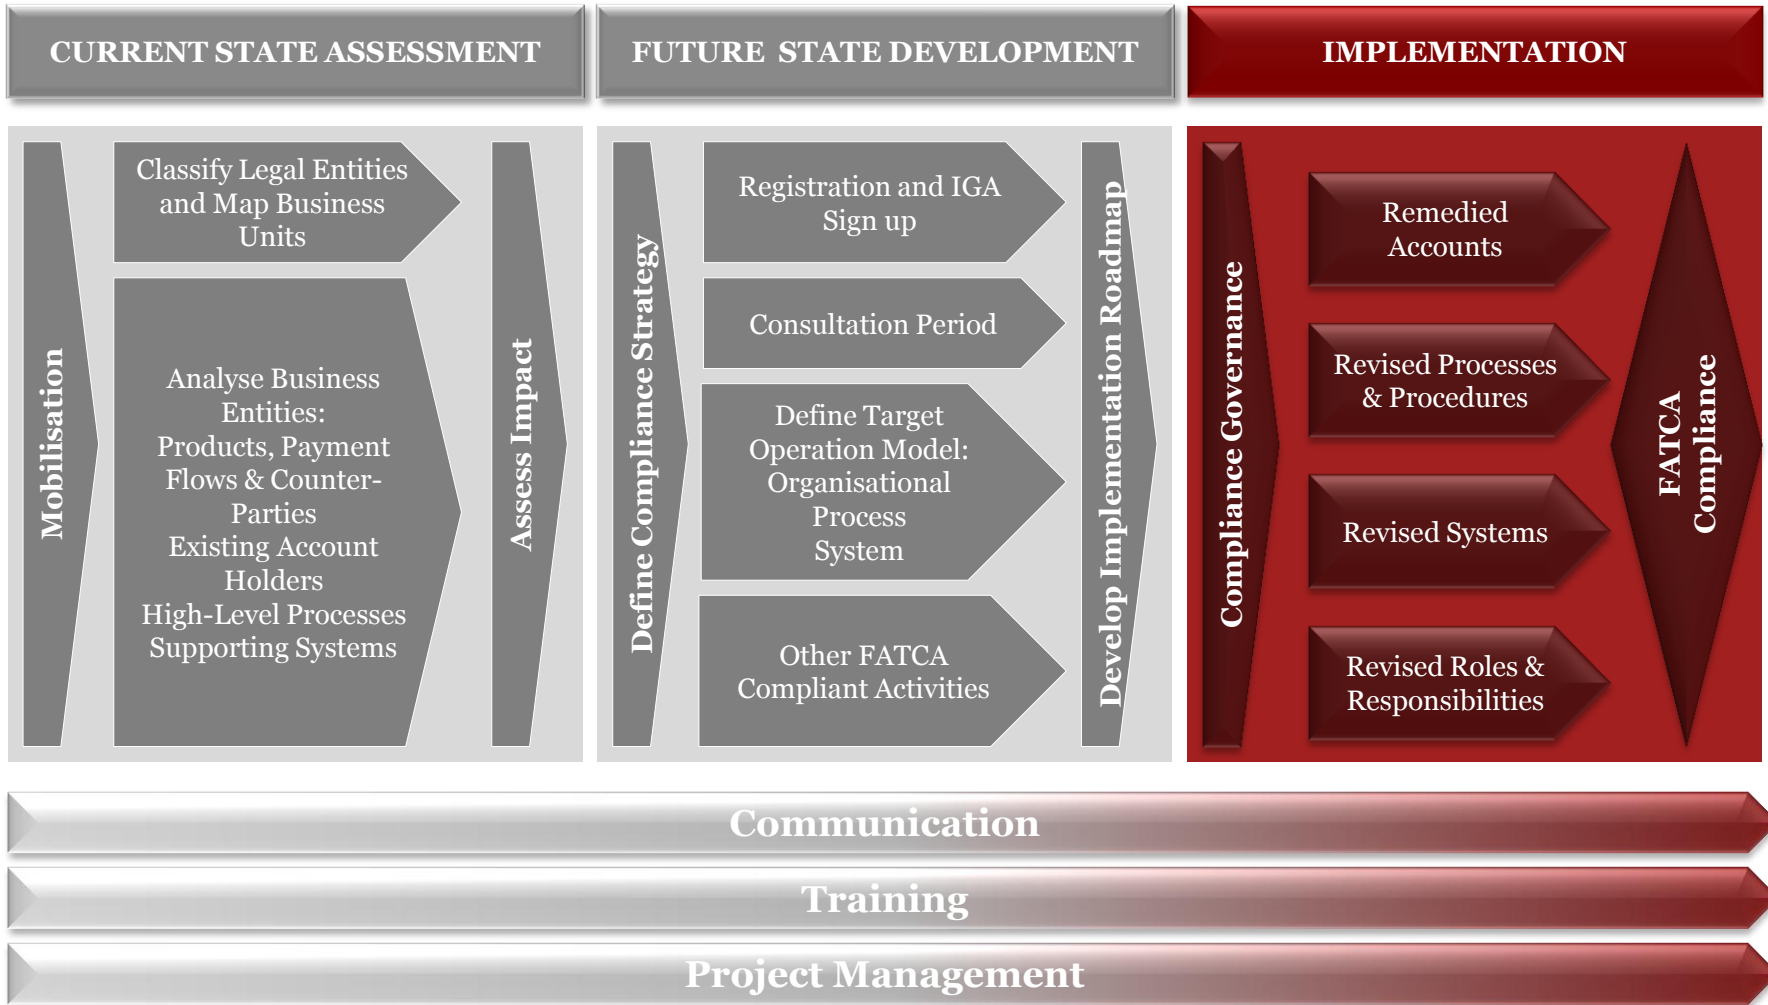 CURRENT STATE ASSESSMENT
FUTURE STATE DEVELOPMENT
IMPLEMENTATION
Mobilisation
Classify Legal Entities
and Map Business
Units
Analyse Business
Entities:
Products, Payment
Flows & Counter-
Parties
Existing Account
Holders
High-Level Processes
Supporting Systems
Assess Impact
Define Compliance Strategy
Registration and IGA
Sign up
Consultation Period
Define Target
Operation Model:
Organisational
Process
System
Other FATCA
Compliant Activities
Develop Implementation Roadmap
Compliance Governance
Remedied
Accounts
Revised Processes
& Procedures
Revised Systems
Revised Roles &
Responsibilities
FATCA
Compliance
Communication
Training
Project Management